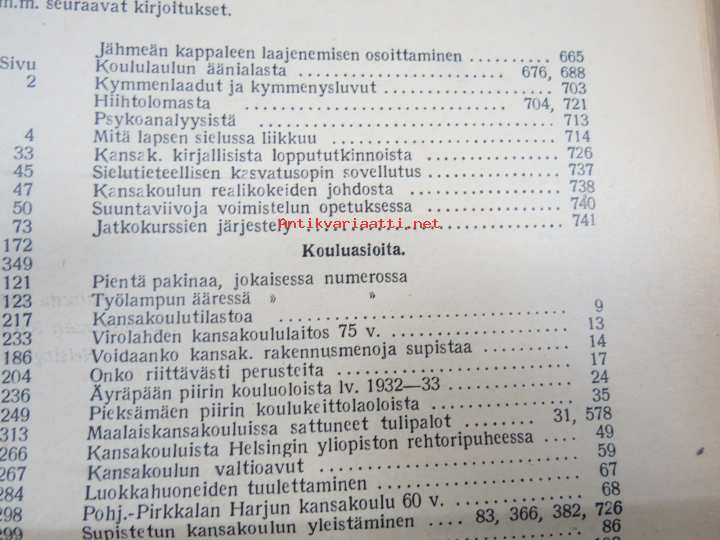 m.m. seuraavat kirjoitukset.
Sivu
2
4
33
45
47
50
73
172
349
121
123
217
233
186
204
236
249
313
266
267
284
298
299
Jähmeän kappaleen laajenemisen osoittaminen .......... 665
Koululaulun äänialasta ........................ 676, 688
Kymmenlaadut ja kymmenysluvut .................. 703
Hiihtolomasta .............................. 704, 721
Psykoanalyysistä .............................. 713
Mitä lapsen sielussa liikkuu ........................ 714
Kansak. kirjallisista lopputukinnoista ................ 726
Sielutieteellisen kasvatusopin sovellutus .............. 737
Kansakoulun realikokeiden johdosta ................ 738
Suuntaviivoja voimistelun opetuksessa .............. 740
Jatkokurssien järjestely .......................... 741
Antikvariaatti.net
Kouluasioita.
Pientä pakinaa, jokaisessa numerossa
Työlampun ääressä » »
Kansakoulutilastoa .............................. 9
Virolahden kansakoululaitos 75 v. .................... 13
Voidaanko kansak. rakennusmenoja supistaa .......... 14
Onko riittävästi perusteita ........................ 17
Äyräpään piirin kouluoloista lv. 1932—33 ............ 24
Pieksämäen piirin koulukeittolaoloista .............. 35
Maalaiskansakouluissa sattuneet tulipalot ........ 31, 578
Kansakouluista Helsingin yliopiston rehtoripuheessa .... 49
Kansakoulun valtioavut .......................... 59
Luokkahuoneiden tuulettaminen .................... 67
Pohj.-Pirkkalan Harjun kansakoulu 60 v. ............ 68
Supistetun kansakoulun yleistäminen .... 83, 366, 382, 726
86